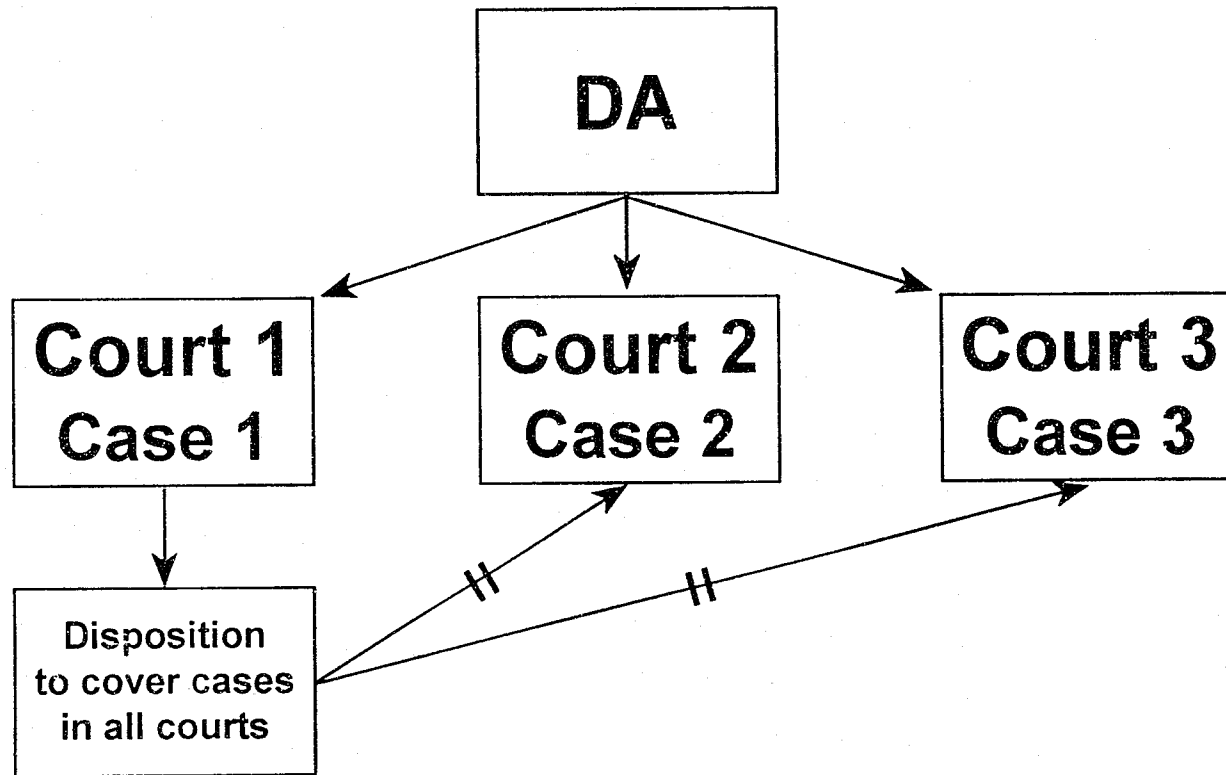 DA
Court 1
Case 1
Court 2
Case 2
Court 3
Case 3
Disposition
to cover cases
in all courts